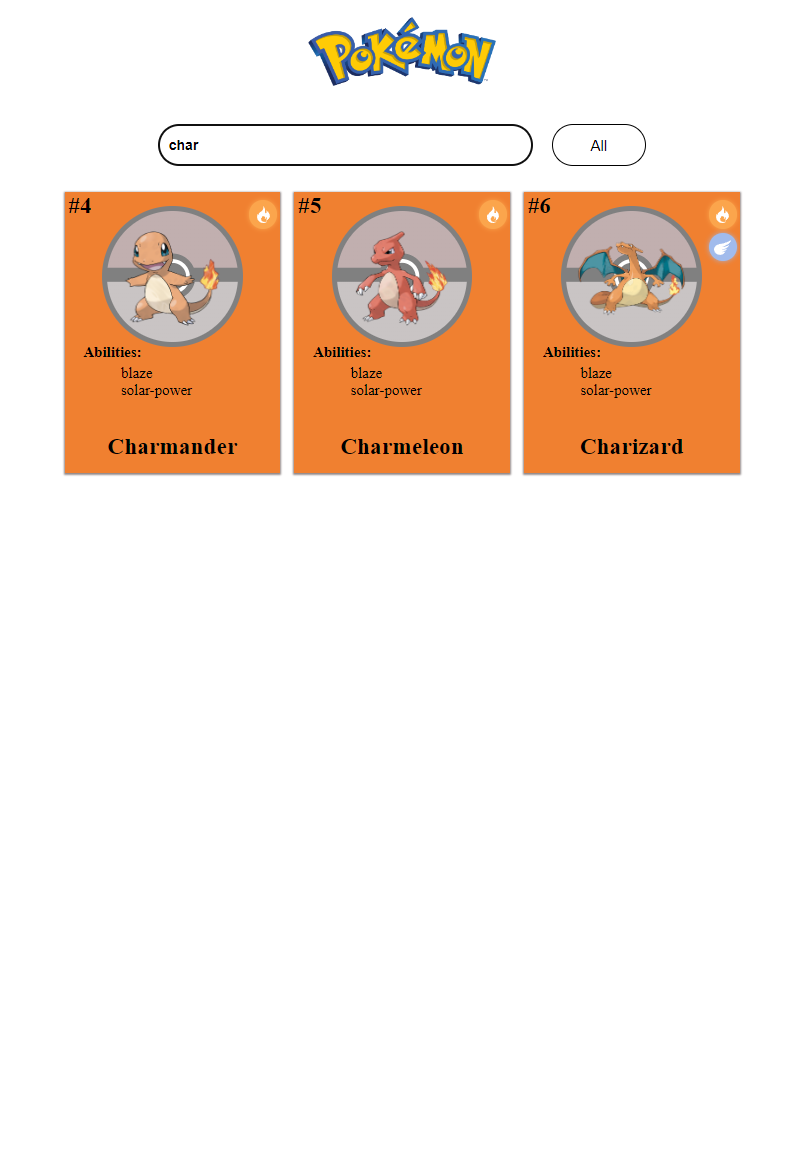 POKéMON
char
All
#4
Abilities:
blaze
solar-power
Charmander
#5
Abilities:
blaze
solar-power
Charmeleon
#6
Abilities:
blaze
solar-power
Charizard